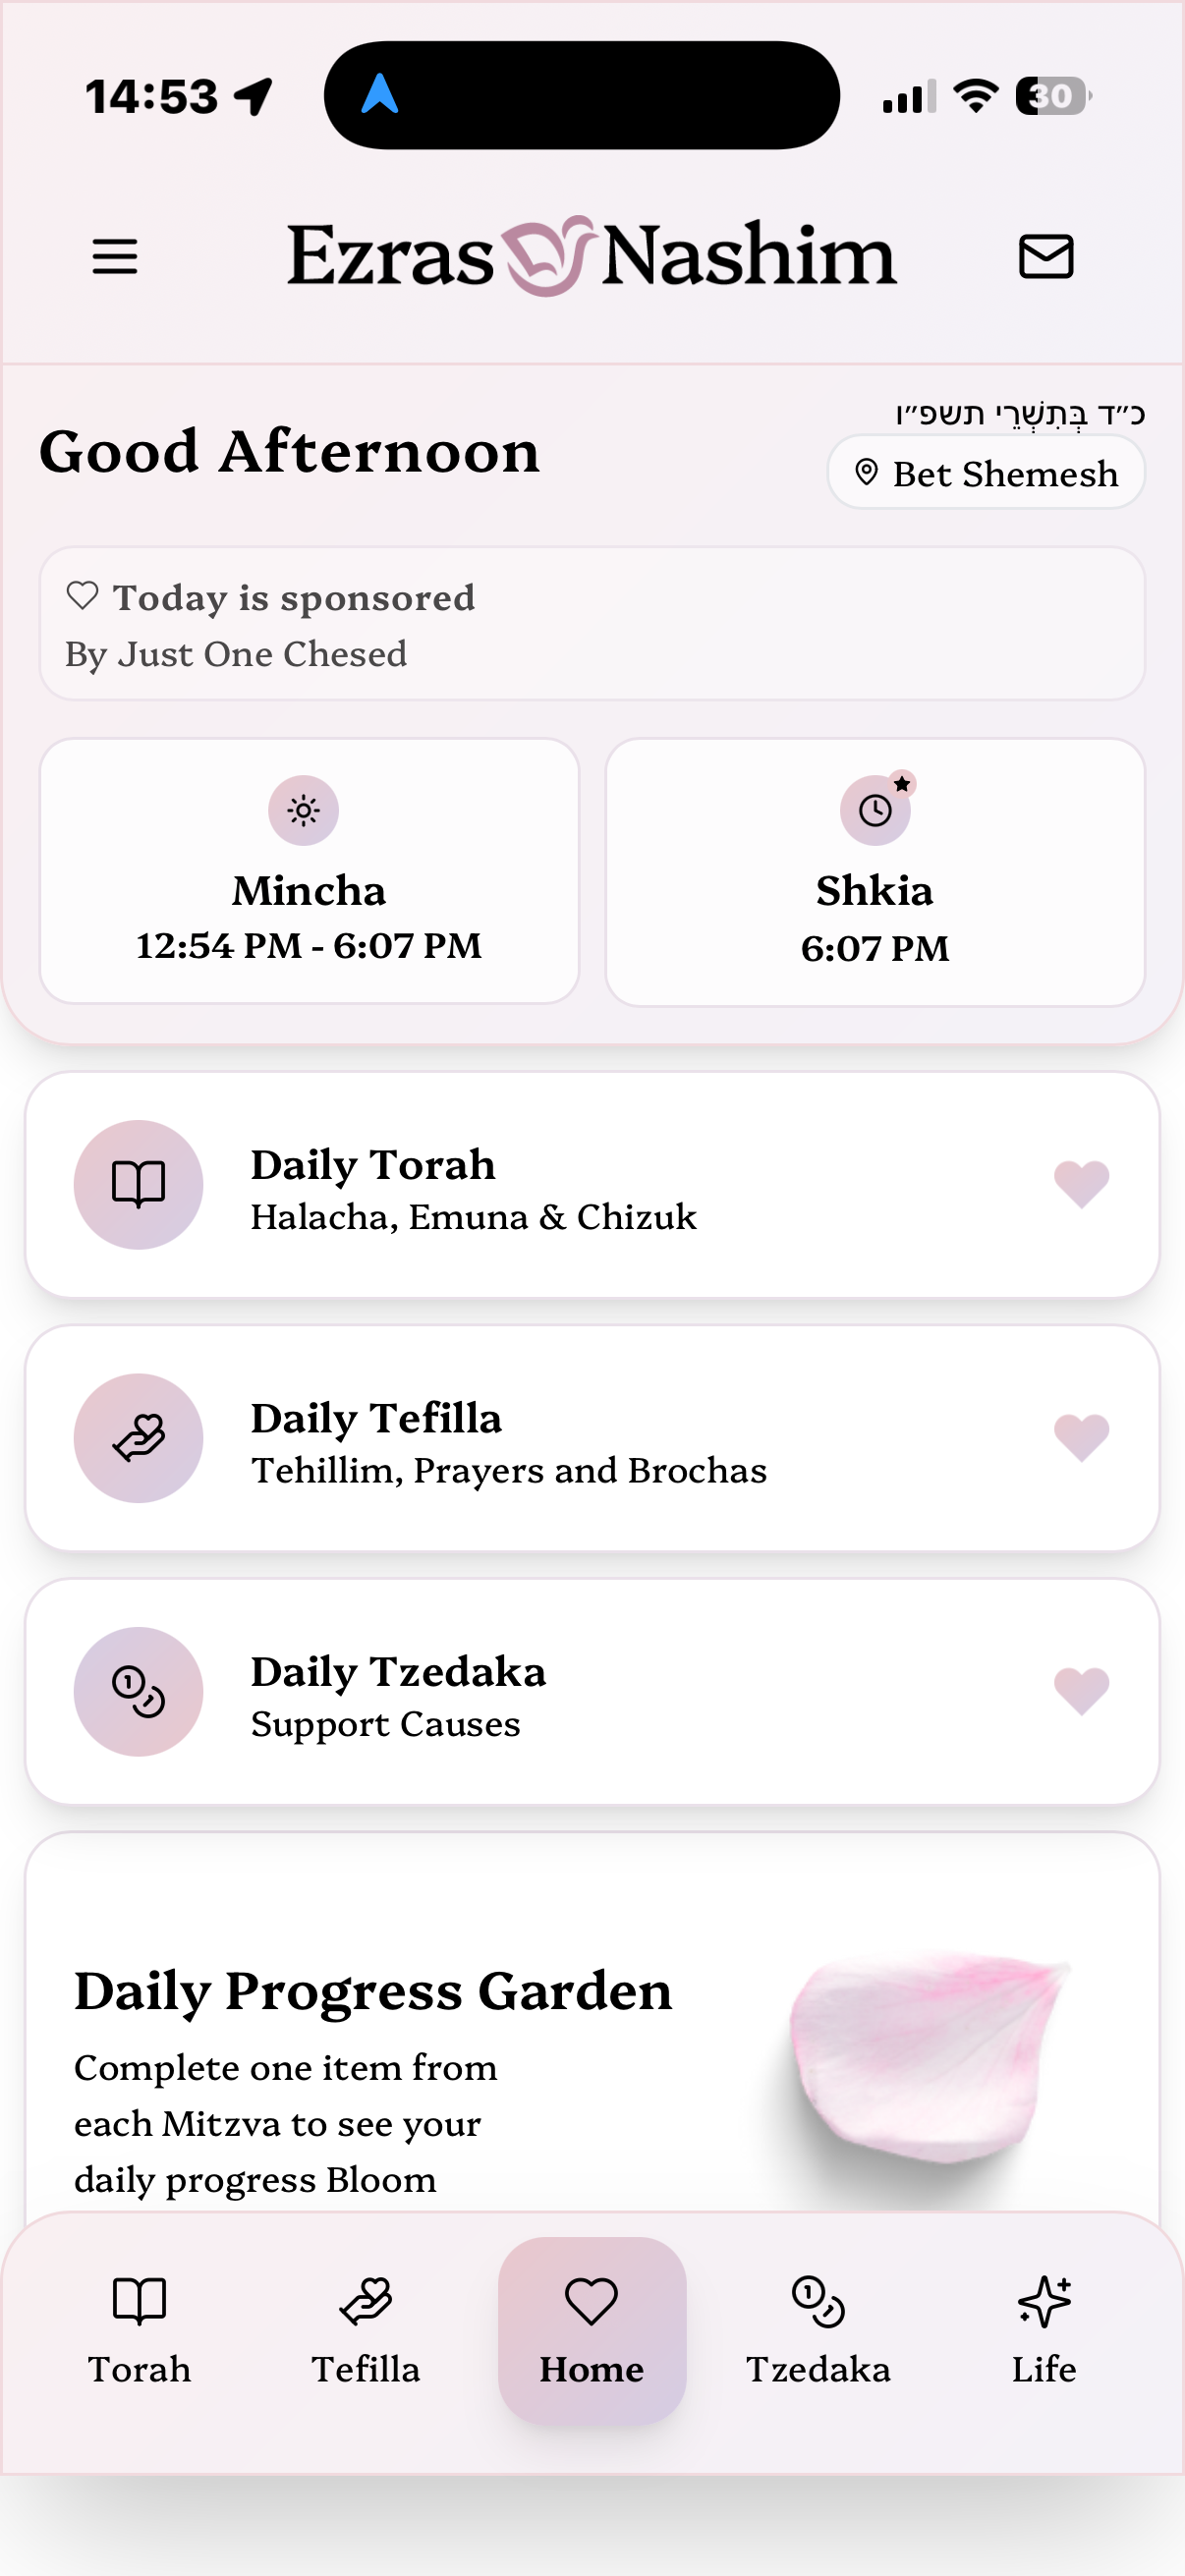 14:53
30
Ezras Nashim
Good Afternoon
כ״ד בְּתִשְׁרֵי תשפ״ו
Bet Shemesh
Today is sponsored
By Just One Chesed
Mincha
12:54 PM - 6:07 PM
Shkia
6:07 PM
Daily Torah
Halacha, Emuna & Chizuk
Daily Tefilla
Tehillim, Prayers and Brochas
Daily Tzedaka
Support Causes
Daily Progress Garden
Complete one item from
each Mitzva to see your
daily progress Bloom
Torah
Tefilla
Home
Tzedaka
Life